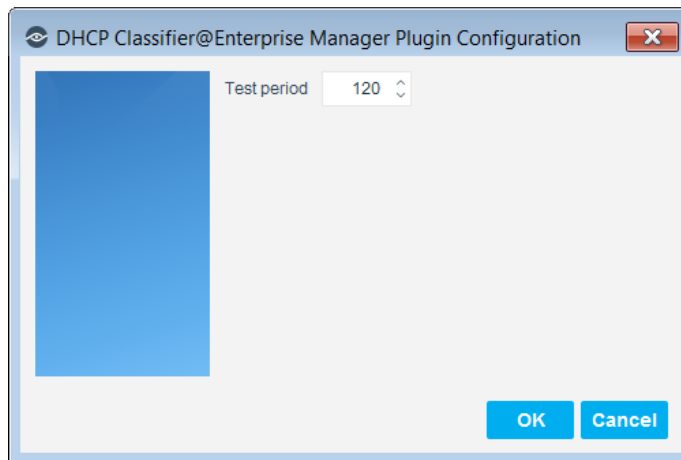 DHCP Classifier@Enterprise Manager Plugin Configuration
Test period 120
OK Cancel